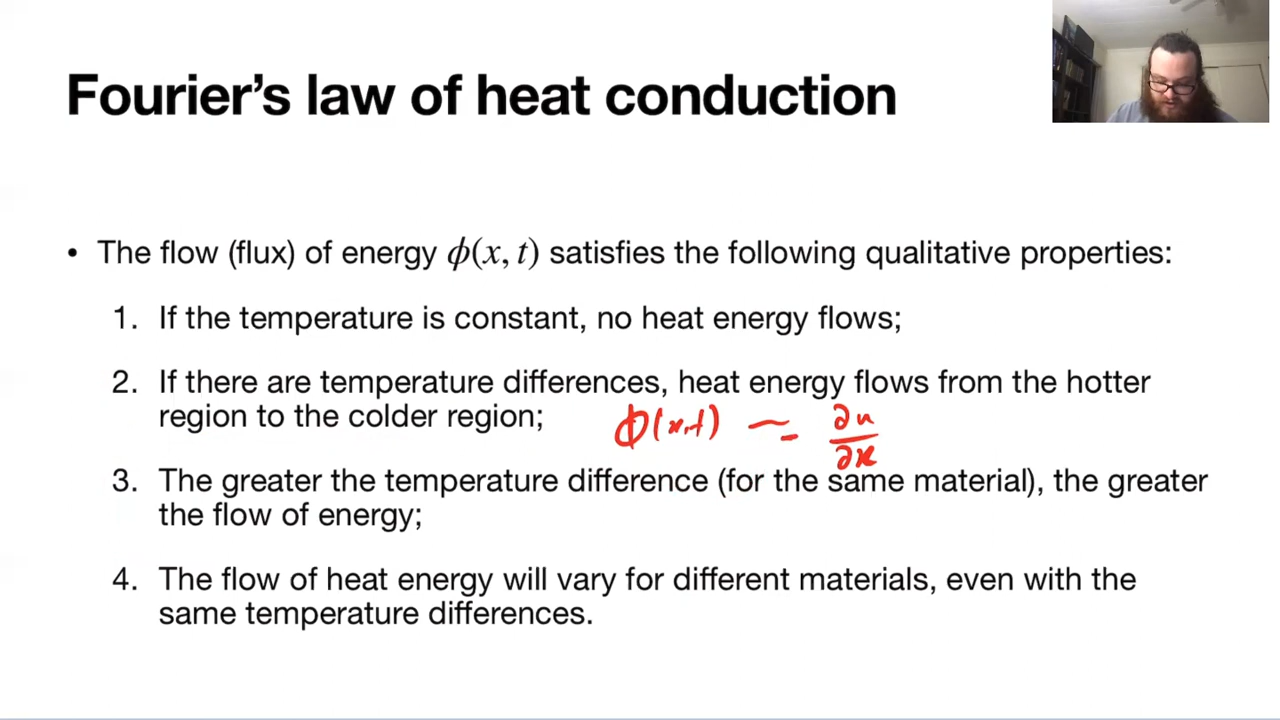 Fourier's law of heat conduction
• The flow (flux) of energy ϕ(x, t) satisfies the following qualitative properties:
1. If the temperature is constant, no heat energy flows;
2. If there are temperature differences, heat energy flows from the hotter
region to the colder region;
ϕ(x,t) ~ - ∂u/∂x
3. The greater the temperature difference (for the same material), the greater
the flow of energy;
4. The flow of heat energy will vary for different materials, even with the
same temperature differences.